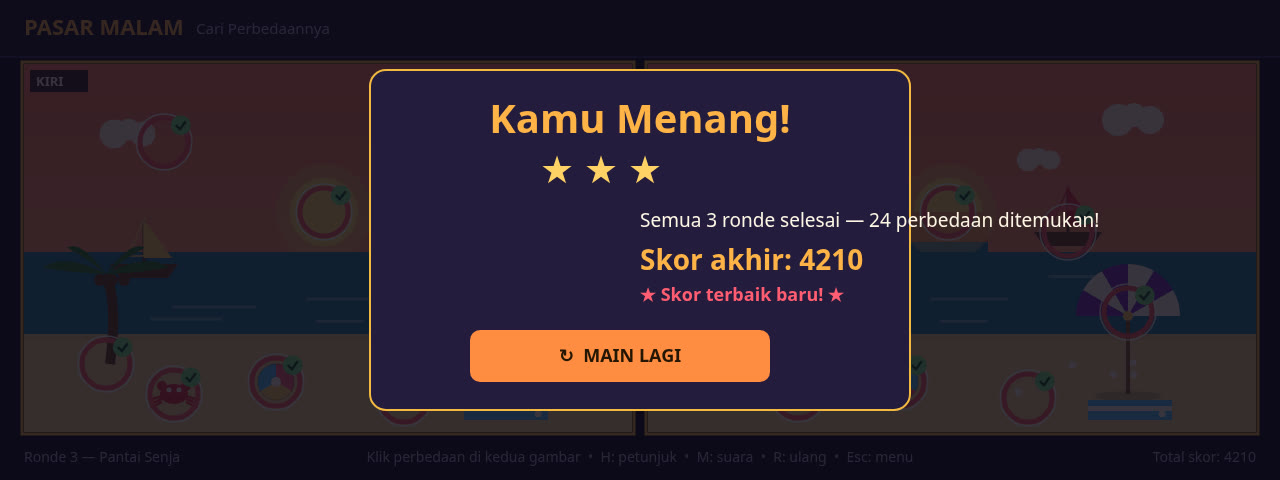 PASAR MALAM Cari Perbedaannya
KIRI
Kamu Menang!
★ ★ ★
Semua 3 ronde selesai — 24 perbedaan ditemukan!
Skor akhir: 4210
★ Skor terbaik baru! ★
↻ MAIN LAGI
Ronde 3 — Pantai Senja
Klik perbedaan di kedua gambar • H: petunjuk • M: suara • R: ulang • Esc: menu
Total skor: 4210